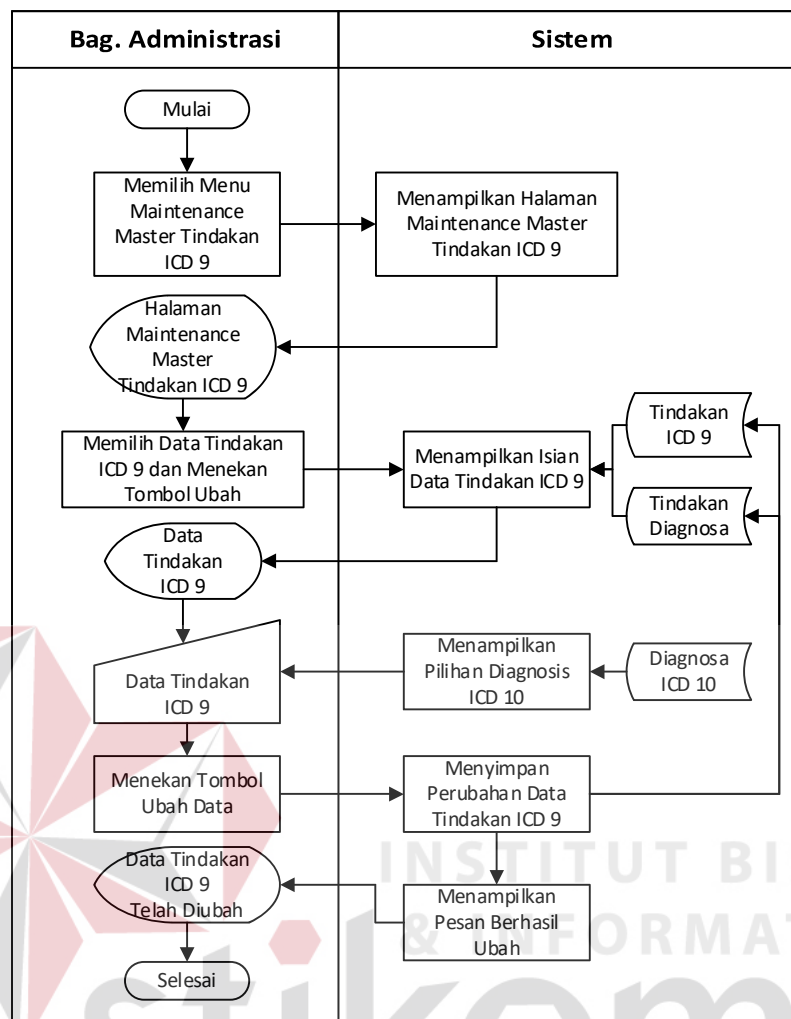 Bag. Administrasi
Sistem
Mulai
Memilih Menu
Maintenance
Master Tindakan
ICD 9
Menampilkan Halaman
Maintenance Master
Tindakan ICD 9
Halaman
Maintenance
Master
Tindakan ICD 9
Memilih Data Tindakan
ICD 9 dan Menekan
Tombol Ubah
Menampilkan Isian
Data Tindakan ICD 9
Tindakan
ICD 9
Tindakan
Diagnosa
Data
Tindakan
ICD 9
Data Tindakan
ICD 9
Menampilkan
Pilihan Diagnosis
ICD 10
Diagnosa
ICD 10
Menekan Tombol
Ubah Data
Menyimpan
Perubahan Data
Tindakan ICD 9
Data Tindakan
ICD 9
Telah Diubah
Menampilkan
Pesan Berhasil
Ubah
Selesai
INSTITUT BI
& INFORMAT
stikom